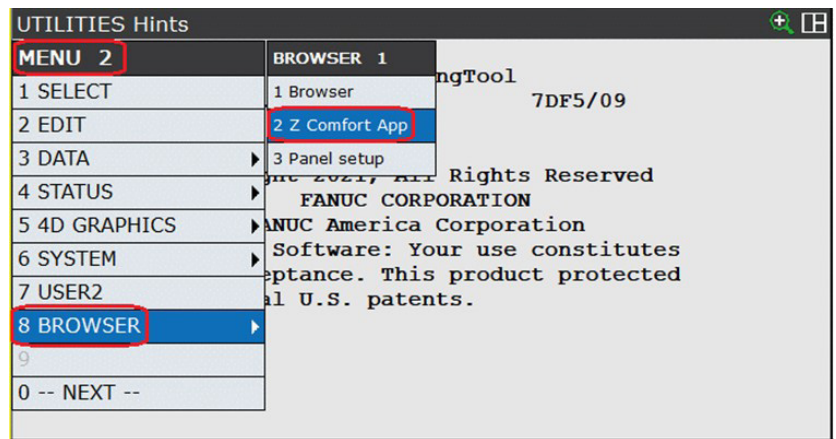 UTILITIES Hints
MENU 2
1 SELECT
2 EDIT
3 DATA
4 STATUS
5 4D GRAPHICS
6 SYSTEM
7 USER2
8 BROWSER
9
0 -- NEXT --
BROWSER 1
1 Browser
2 Z Comfort App
3 Panel setup
ngTool
7DF5/09
2021, All Rights Reserved
FANUC CORPORATION
ANUC America Corporation
Software: Your use constitutes
eptance. This product protected
al U.S. patents.